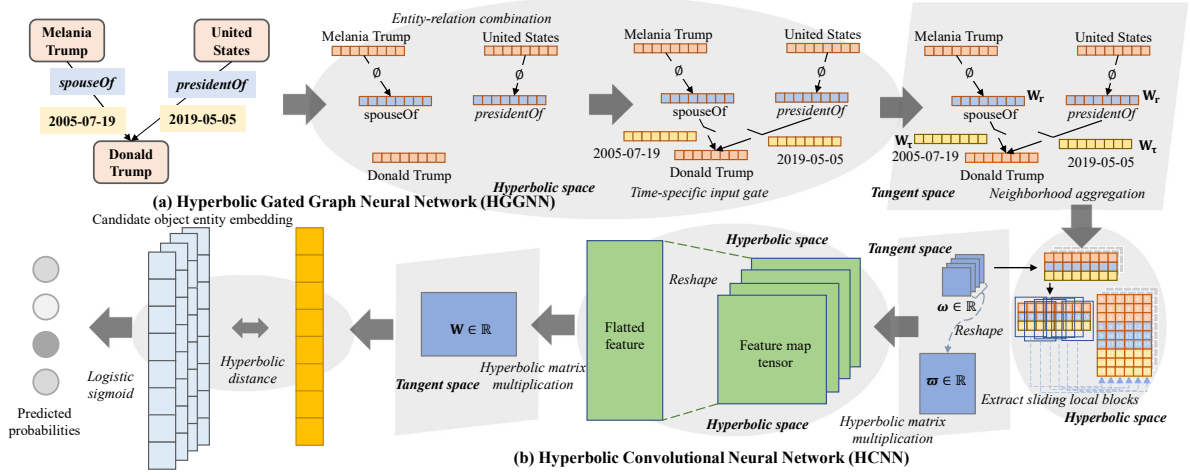 Melania
Trump
United
States
spouseOf
presidentOf
2005-07-19
2019-05-05
Donald
Trump
Entity-relation combination
Melania Trump
United States
∅
∅
spouseOf
presidentOf
Donald Trump
Hyperbolic space
Melania Trump
United States
∅
∅
spouseOf
presidentOf
2005-07-19
2019-05-05
Donald Trump
Time-specific input gate
Melania Trump
United States
∅
∅
W_r
W_r
spouseOf
presidentOf
W_τ
W_τ
2005-07-19
2019-05-05
Donald Trump
Tangent space
Neighborhood aggregation
(a) Hyperbolic Gated Graph Neural Network (HGGNN)
Candidate object entity embedding
Predicted
probabilities
Logistic
sigmoid
Hyperbolic
distance
W ∈ ℝ
Tangent space
Hyperbolic matrix
multiplication
Flatted
feature
Reshape
Hyperbolic space
Feature map
tensor
Hyperbolic space
Tangent space
ω ∈ ℝ
Reshape
ϖ ∈ ℝ
Hyperbolic matrix
multiplication
Extract sliding local blocks
Hyperbolic space
(b) Hyperbolic Convolutional Neural Network (HCNN)